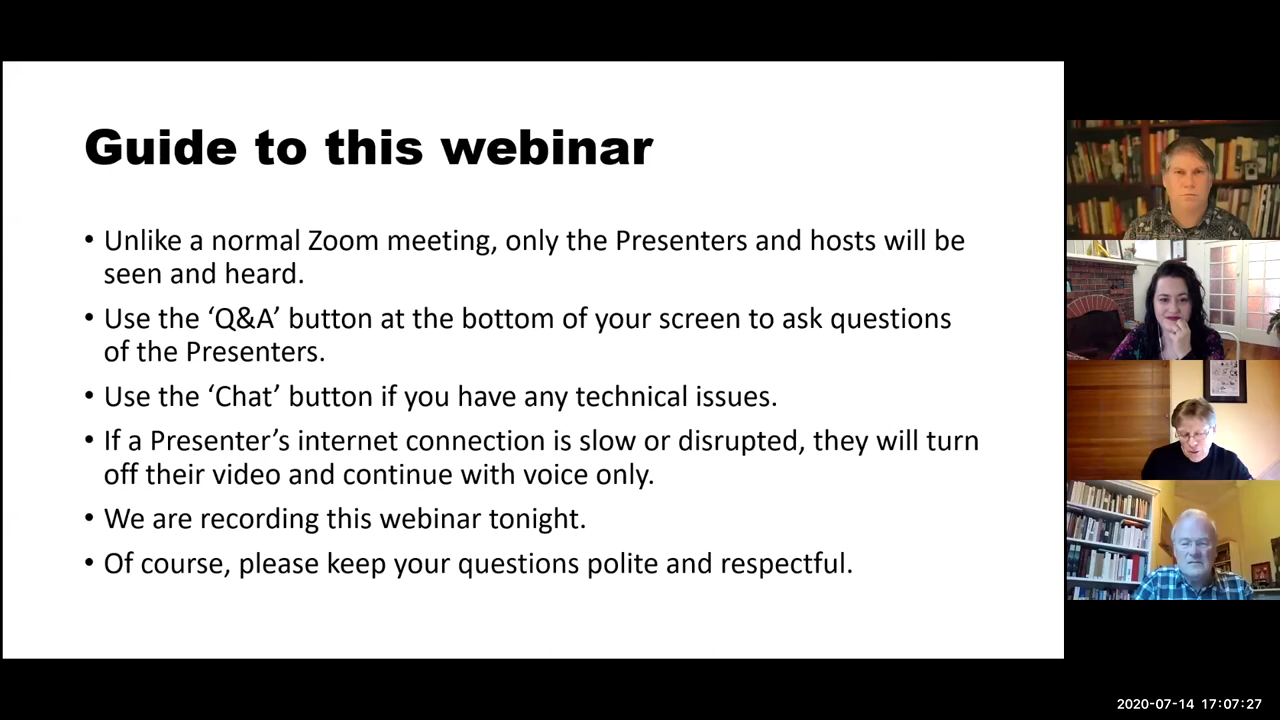 Guide to this webinar
• Unlike a normal Zoom meeting, only the Presenters and hosts will be
seen and heard.
• Use the ‘Q&A’ button at the bottom of your screen to ask questions
of the Presenters.
• Use the ‘Chat’ button if you have any technical issues.
• If a Presenter’s internet connection is slow or disrupted, they will turn
off their video and continue with voice only.
• We are recording this webinar tonight.
• Of course, please keep your questions polite and respectful.
2020-07-14 17:07:27